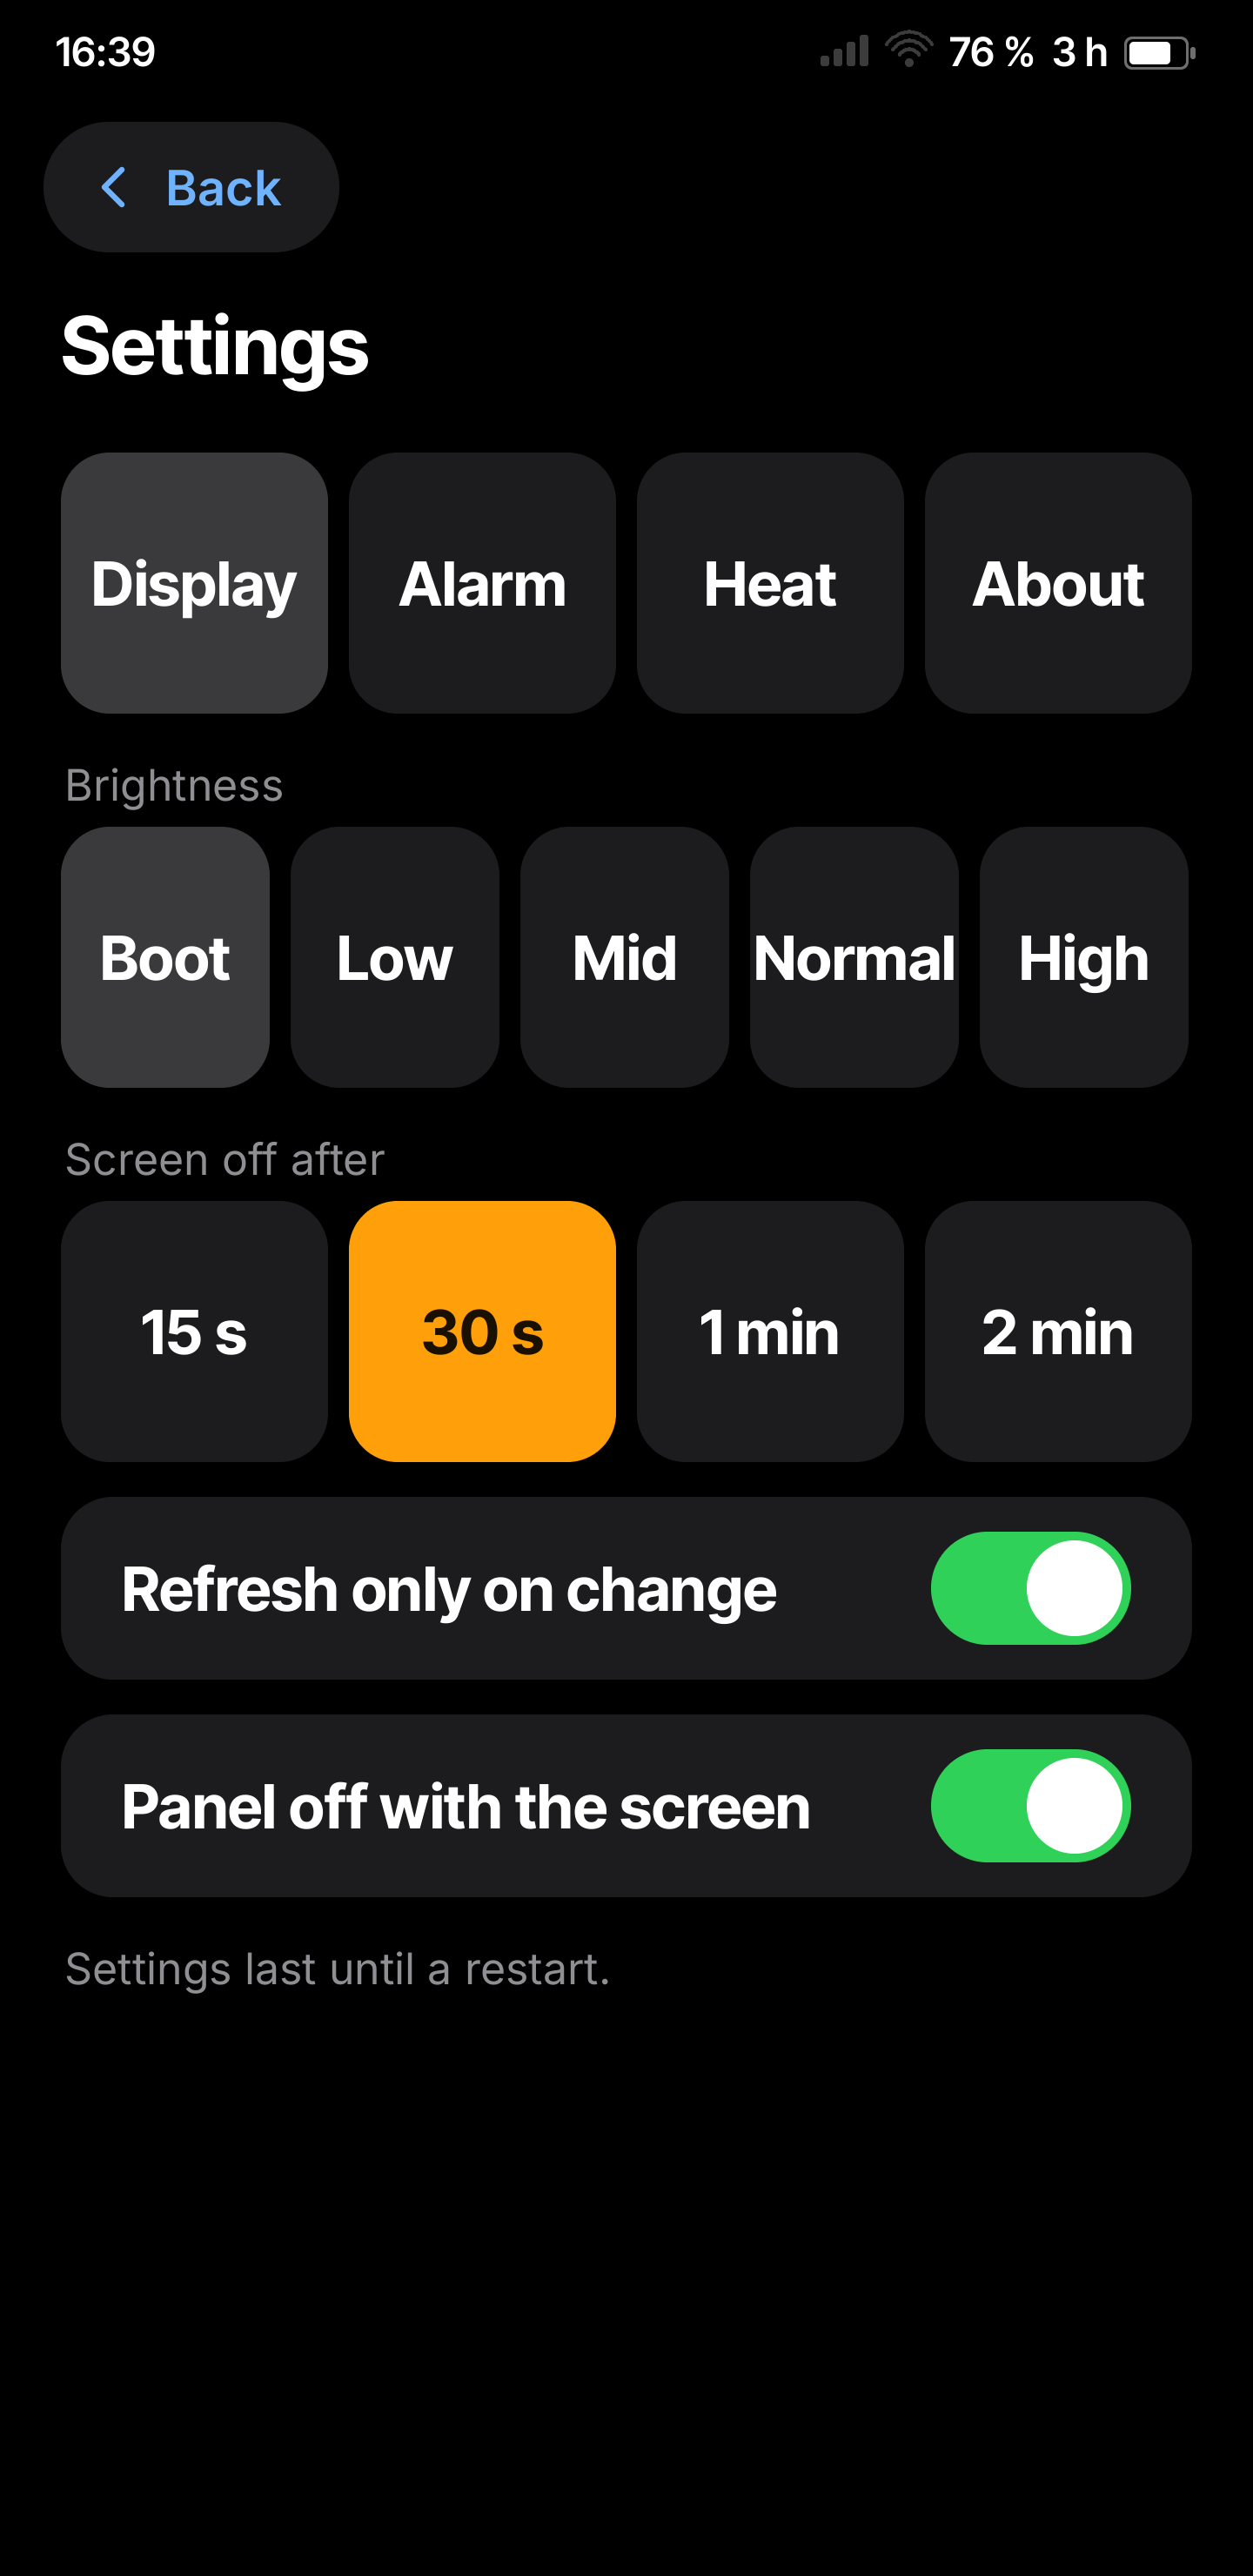 16:39 76 % 3 h
Back
Settings
Display Alarm Heat About
Brightness
Boot Low Mid Normal High
Screen off after
15 s 30 s 1 min 2 min
Refresh only on change
Panel off with the screen
Settings last until a restart.